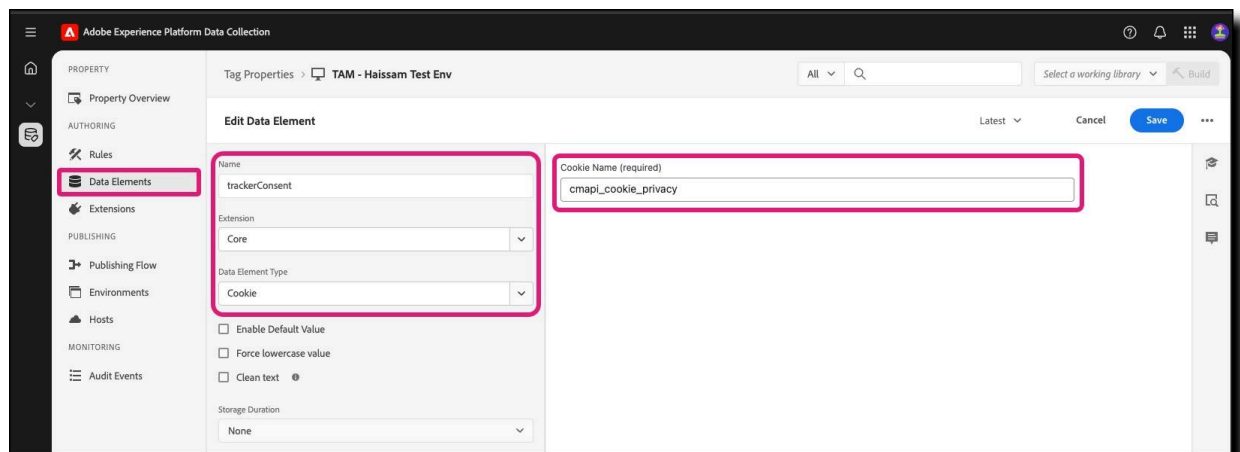 Adobe Experience Platform Data Collection
PROPERTY
Property Overview
AUTHORING
Rules
Data Elements
Extensions
PUBLISHING
Publishing Flow
Environments
Hosts
MONITORING
Audit Events
Tag Properties > TAM - Haissam Test Env
All
Select a working library
Build
Edit Data Element
Latest
Cancel
Save
Name
trackerConsent
Extension
Core
Data Element Type
Cookie
Enable Default Value
Force lowercase value
Clean text
Storage Duration
None
Cookie Name (required)
cmapi_cookie_privacy